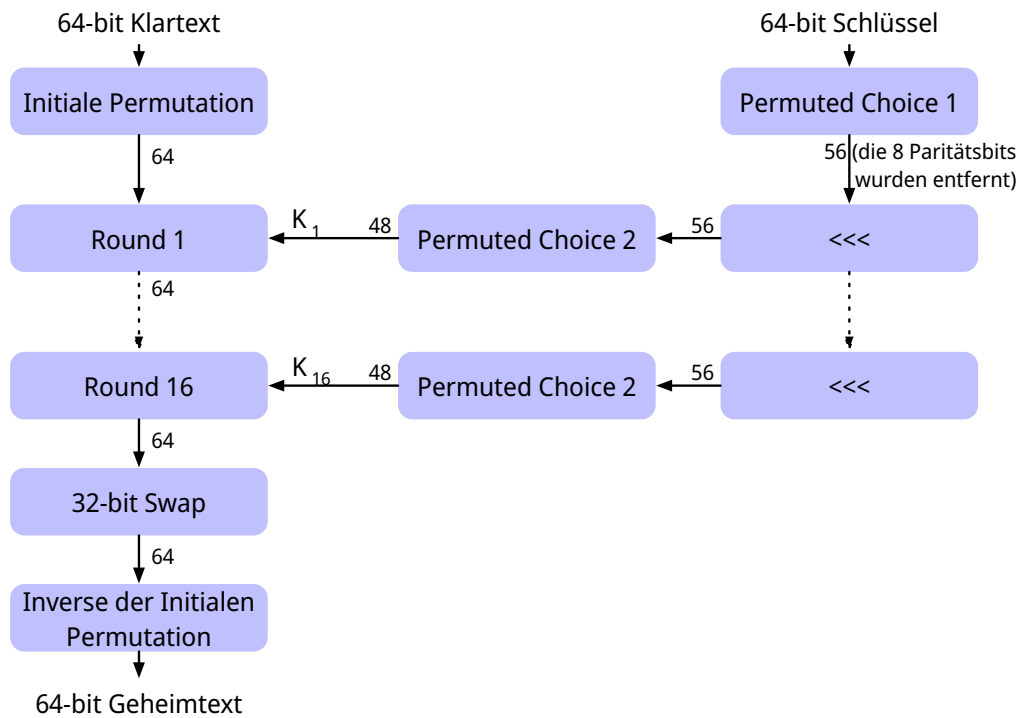 64-bit Klartext
64-bit Schlüssel
Initiale Permutation
Permuted Choice 1
64
56 (die 8 Paritätsbits
wurden entfernt)
Round 1
K 1
48
Permuted Choice 2
56
<<<
64
Round 16
K 16
48
Permuted Choice 2
56
<<<
64
32-bit Swap
64
Inverse der Initialen
Permutation
64-bit Geheimtext